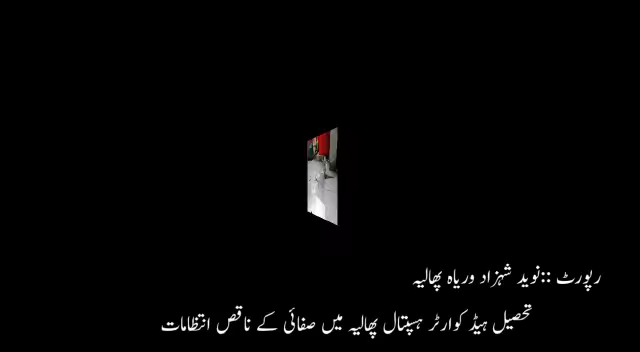 رپورٹ ::نوید شہزاد وریاہ پھالیہ
تحصیل ہیڈ کوارٹر ہسپتال پھالیہ میں صفائی کے ناقص انتظامات